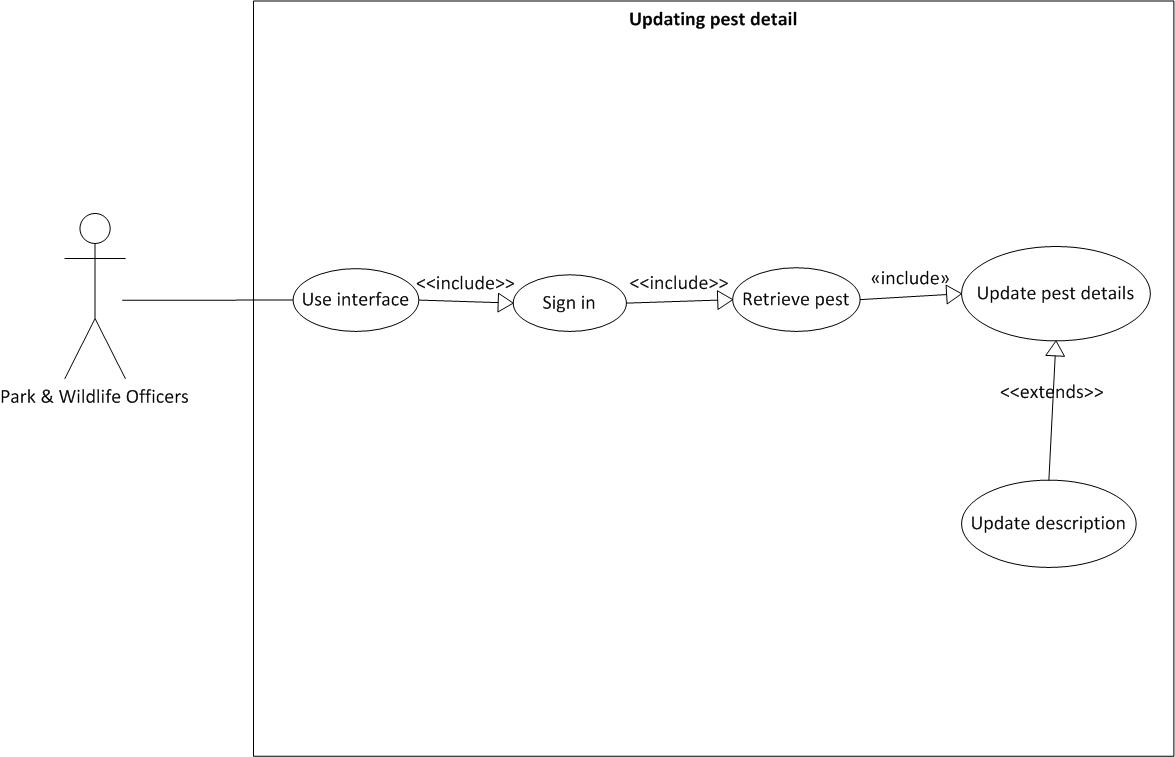 Updating pest detail
Use interface
<<include>>
Sign in
<<include>>
Retrieve pest
«include»
Update pest details
<<extends>>
Update description
Park & Wildlife Officers